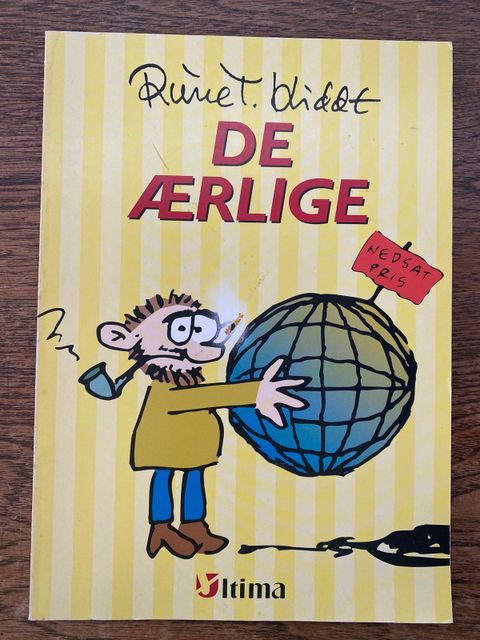 Rune T. Kidde
DE
ÆRLIGE
NEDSAT
PRIS
Ultima